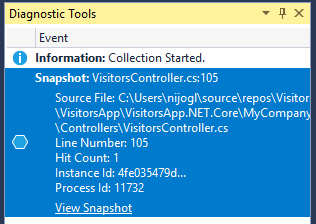 Diagnostic Tools
Event
Information: Collection Started.
Snapshot: VisitorsController.cs:105
Source File: C:\Users\nijogl\source\repos\Visitor
\VisitorsApp\VisitorsApp.NET.Core\MyCompany
\Controllers\VisitorsController.cs
Line Number: 105
Hit Count: 1
Instance Id: 4fe035479d...
Process Id: 11732
View Snapshot